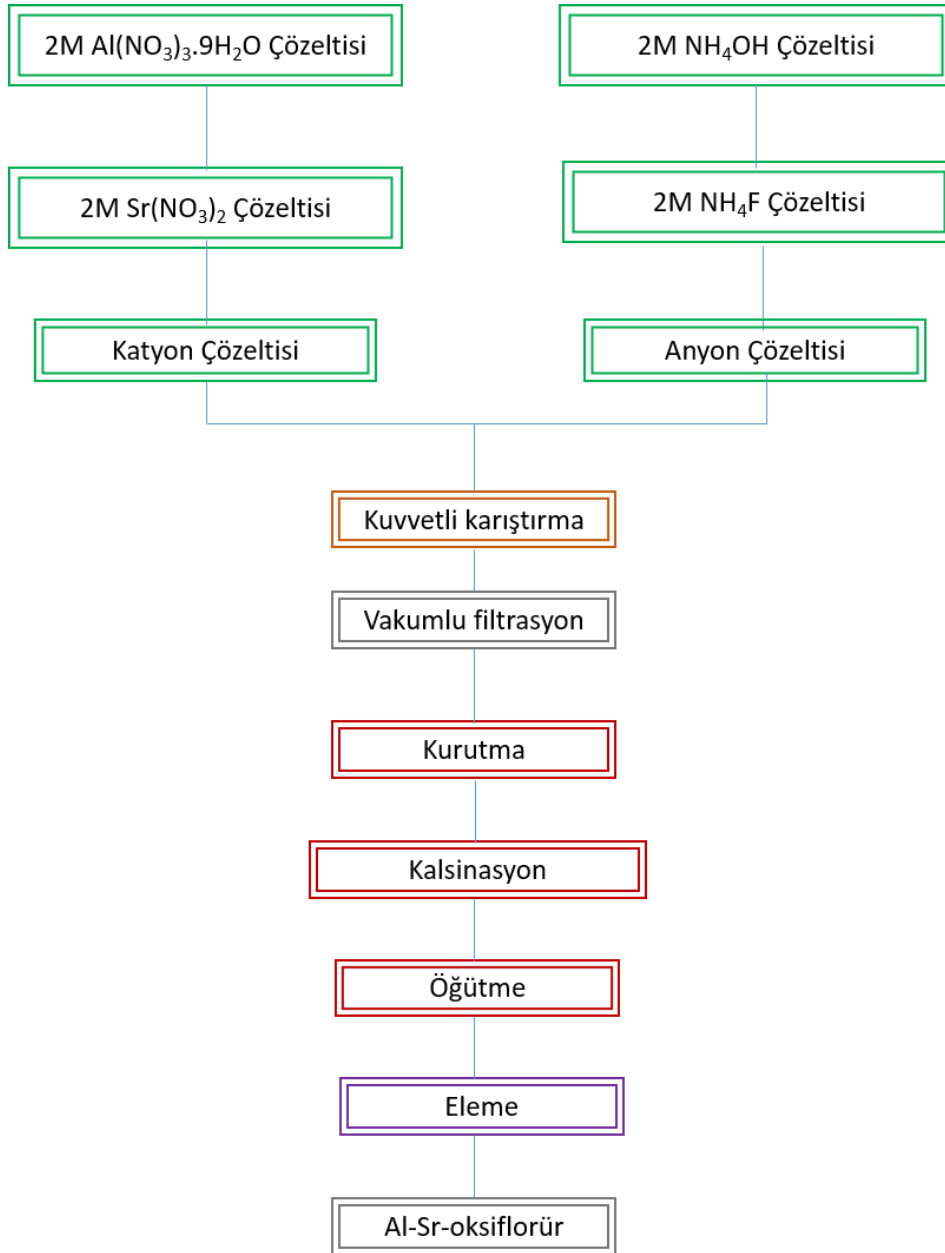 2M Al(NO₃)₃.9H₂O Çözeltisi
2M NH₄OH Çözeltisi
2M Sr(NO₃)₂ Çözeltisi
2M NH₄F Çözeltisi
Katyon Çözeltisi
Anyon Çözeltisi
Kuvvetli karıştırma
Vakumlu filtrasyon
Kurutma
Kalsinasyon
Öğütme
Eleme
Al-Sr-oksiflorür